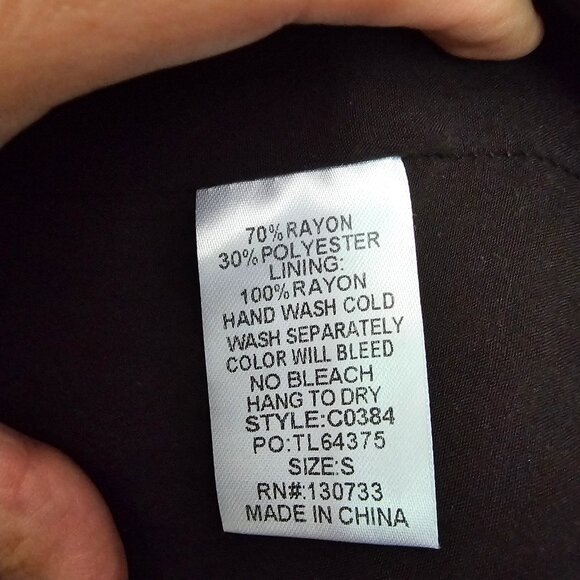 70% RAYON
30% POLYESTER
LINING:
100% RAYON
HAND WASH COLD
WASH SEPARATELY
COLOR WILL BLEED
NO BLEACH
HANG TO DRY
STYLE:C0384
PO:TL64375
SIZE:S
RN#:130733
MADE IN CHINA